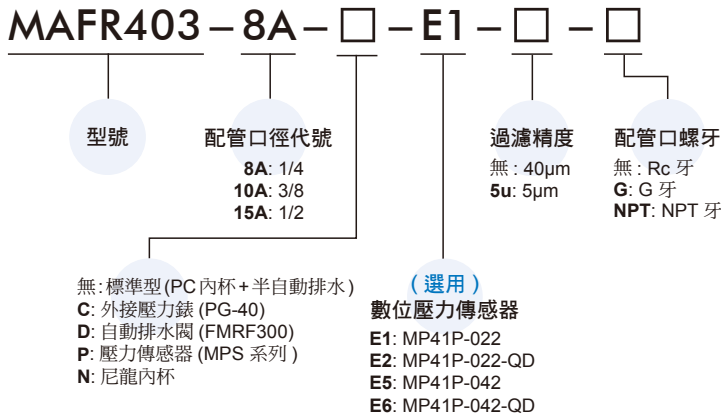 MAFR403 – 8A – □ – E1 – □ – □
型號
配管口徑代號
8A: 1/4
10A: 3/8
15A: 1/2
過濾精度
無 : 40μm
5u: 5μm
配管口螺牙
無 : Rc 牙
G: G 牙
NPT: NPT 牙
無: 標準型 (PC 內杯 + 半自動排水 )
C: 外接壓力錶 (PG-40)
D: 自動排水閥 (FMRF300)
P: 壓力傳感器 (MPS 系列 )
N: 尼龍內杯
( 選用 )
數位壓力傳感器
E1: MP41P-022
E2: MP41P-022-QD
E5: MP41P-042
E6: MP41P-042-QD